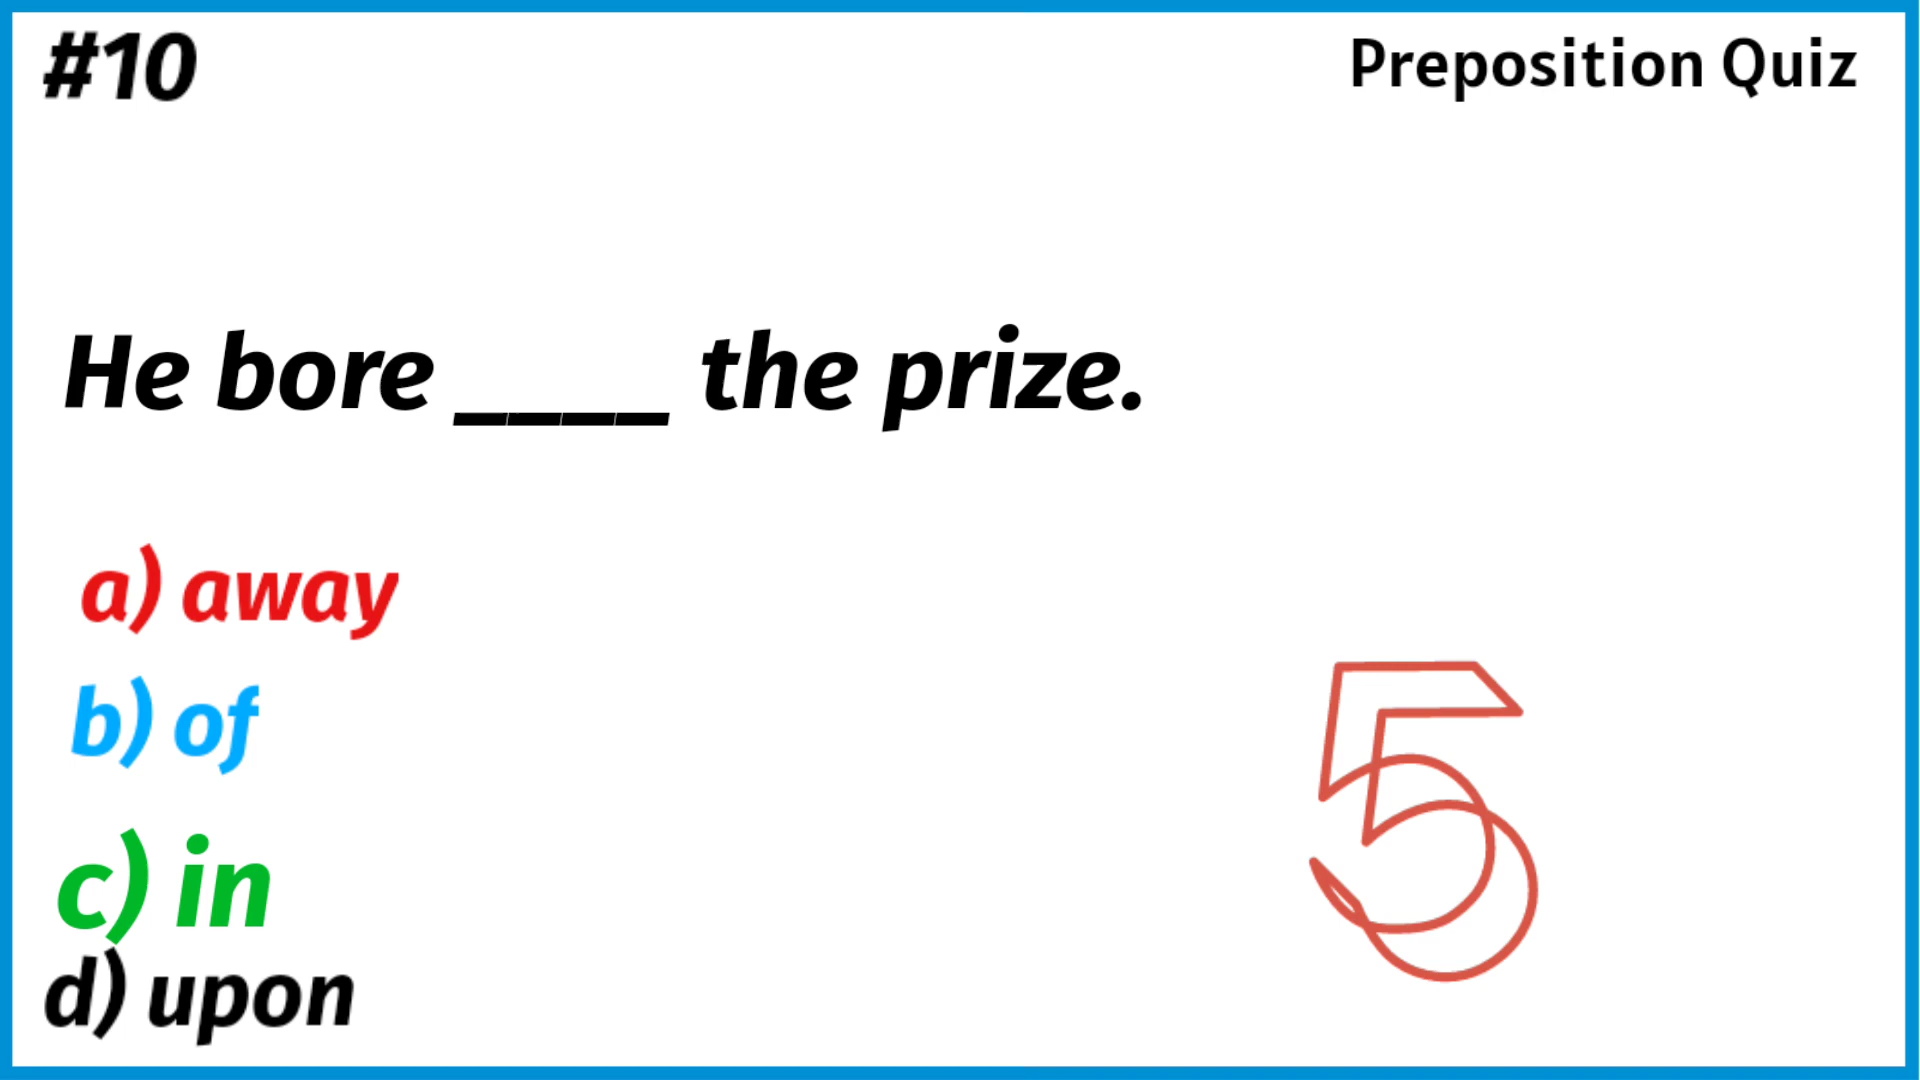 #10
Preposition Quiz
He bore ____ the prize.
a) away
b) of
c) in
d) upon
5